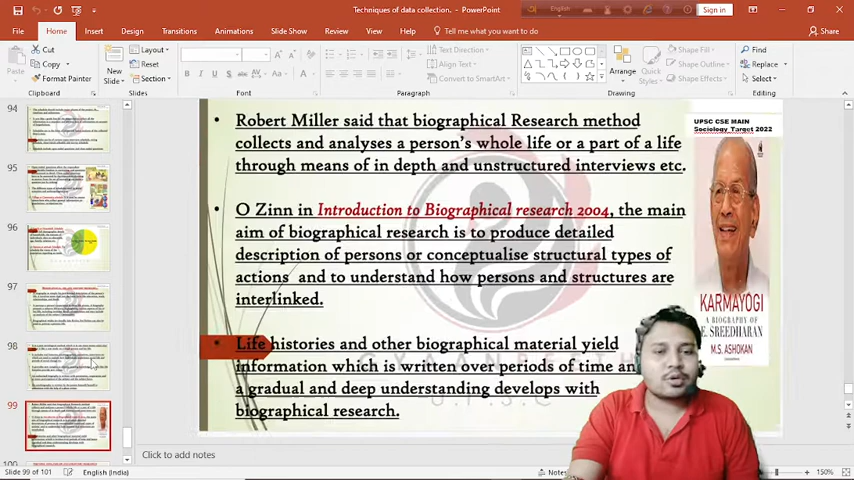 Techniques of data collection. - PowerPoint
English
Sign in
File
Home
Insert
Design
Transitions
Animations
Slide Show
Review
View
Help
Tell me what you want to do
Share
Paste
Cut
Copy
Format Painter
Clipboard
New
Slide
Layout
Reset
Section
Slides
Font
Paragraph
Text Direction
Align Text
Convert to SmartArt
Arrange
Quick
Styles
Shape Fill
Shape Outline
Shape Effects
Drawing
Find
Replace
Select
Editing
94
95
96
97
98
99
100
• Robert Miller said that biographical Research method
collects and analyses a person's whole life or a part of a life
through mans of in depth and unstructured interviews etc.
• O Zinn in Introduction to Biographical research 2004, the main
aim of biographical research is to produce detailed
description of persons or conceptualise structural types of
actions and to understand how persons and structures are
interlinked.
• Life histories and other biographical material yield
information which is written over periods of time an
a gradual and deep understanding develops with
biographical research.
UPSC CSE MAIN
Sociology Target 2022
KARMAYOGI
A BIOGRAPHY OF
E. SREEDHARAN
M.S. ASHOKAN
Click to add notes
Slide 99 of 101
English (India)
Notes
150%